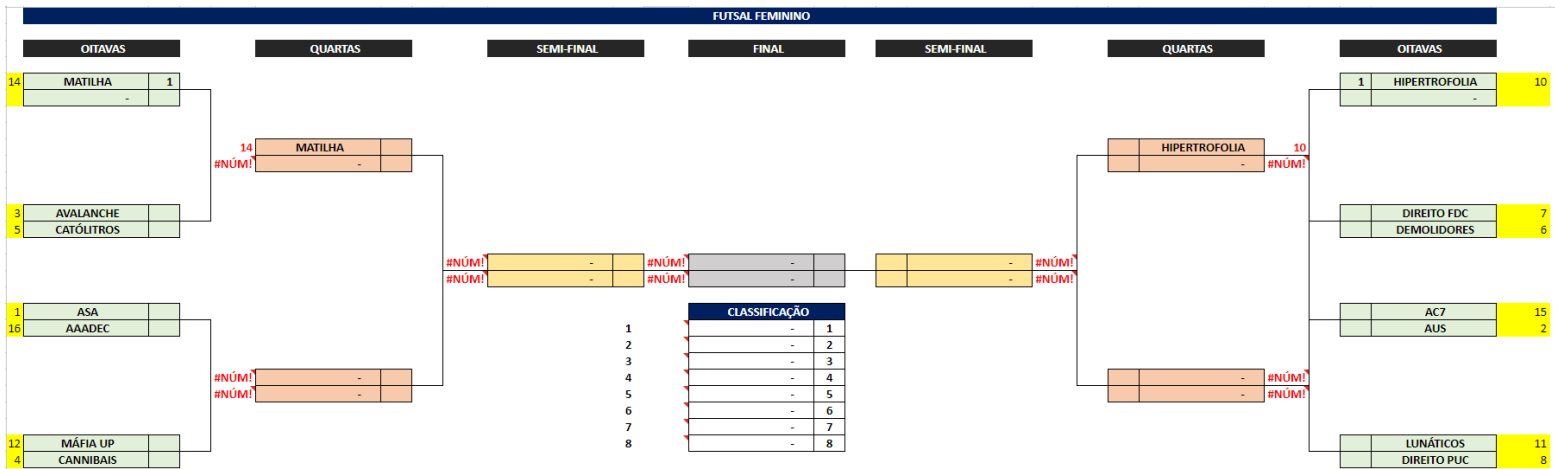 FUTSAL FEMININO
OITAVAS QUARTAS SEMI-FINAL FINAL SEMI-FINAL QUARTAS OITAVAS
14 MATILHA 1 1 HIPERTROFOLIA 10
- -
14 MATILHA HIPERTROFOLIA 10
#NÚM! - - #NÚM!
3 AVALANCHE DIREITO FDC 7
5 CATÓLITROS DEMOLIDORES 6
#NÚM! - #NÚM! - - #NÚM!
#NÚM! - #NÚM! - - #NÚM!
1 ASA CLASSIFICAÇÃO AC7 15
16 AAADEC 1 - 1 AUS 2
2 - 2
3 - 3
#NÚM! - 4 - 4 - #NÚM!
#NÚM! - 5 - 5 - #NÚM!
6 - 6
7 - 7
12 MÁFIA UP 8 - 8 LUNÁTICOS 11
4 CANNIBAIS DIREITO PUC 8